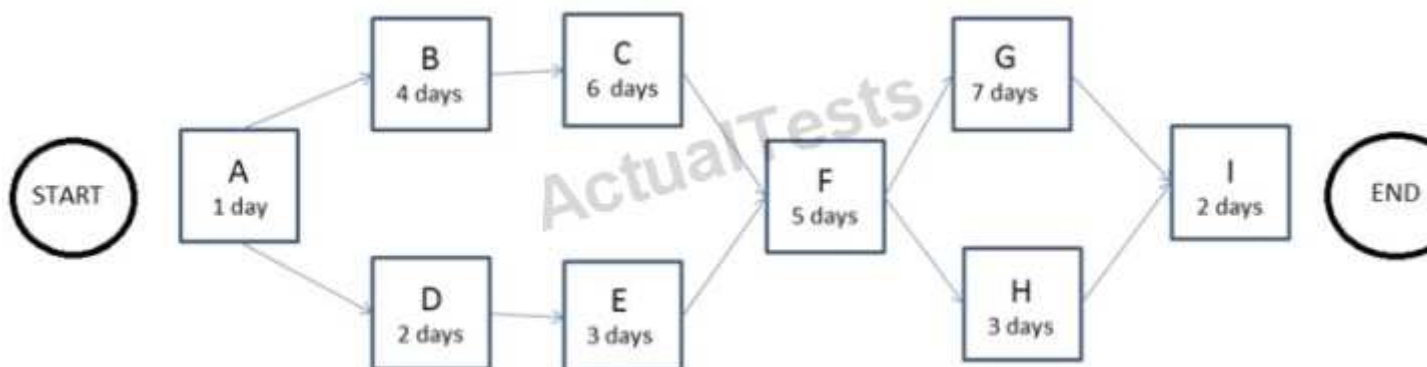 START
A
1 day
B
4 days
C
6 days
D
2 days
E
3 days
F
5 days
G
7 days
H
3 days
I
2 days
END
ActualTests